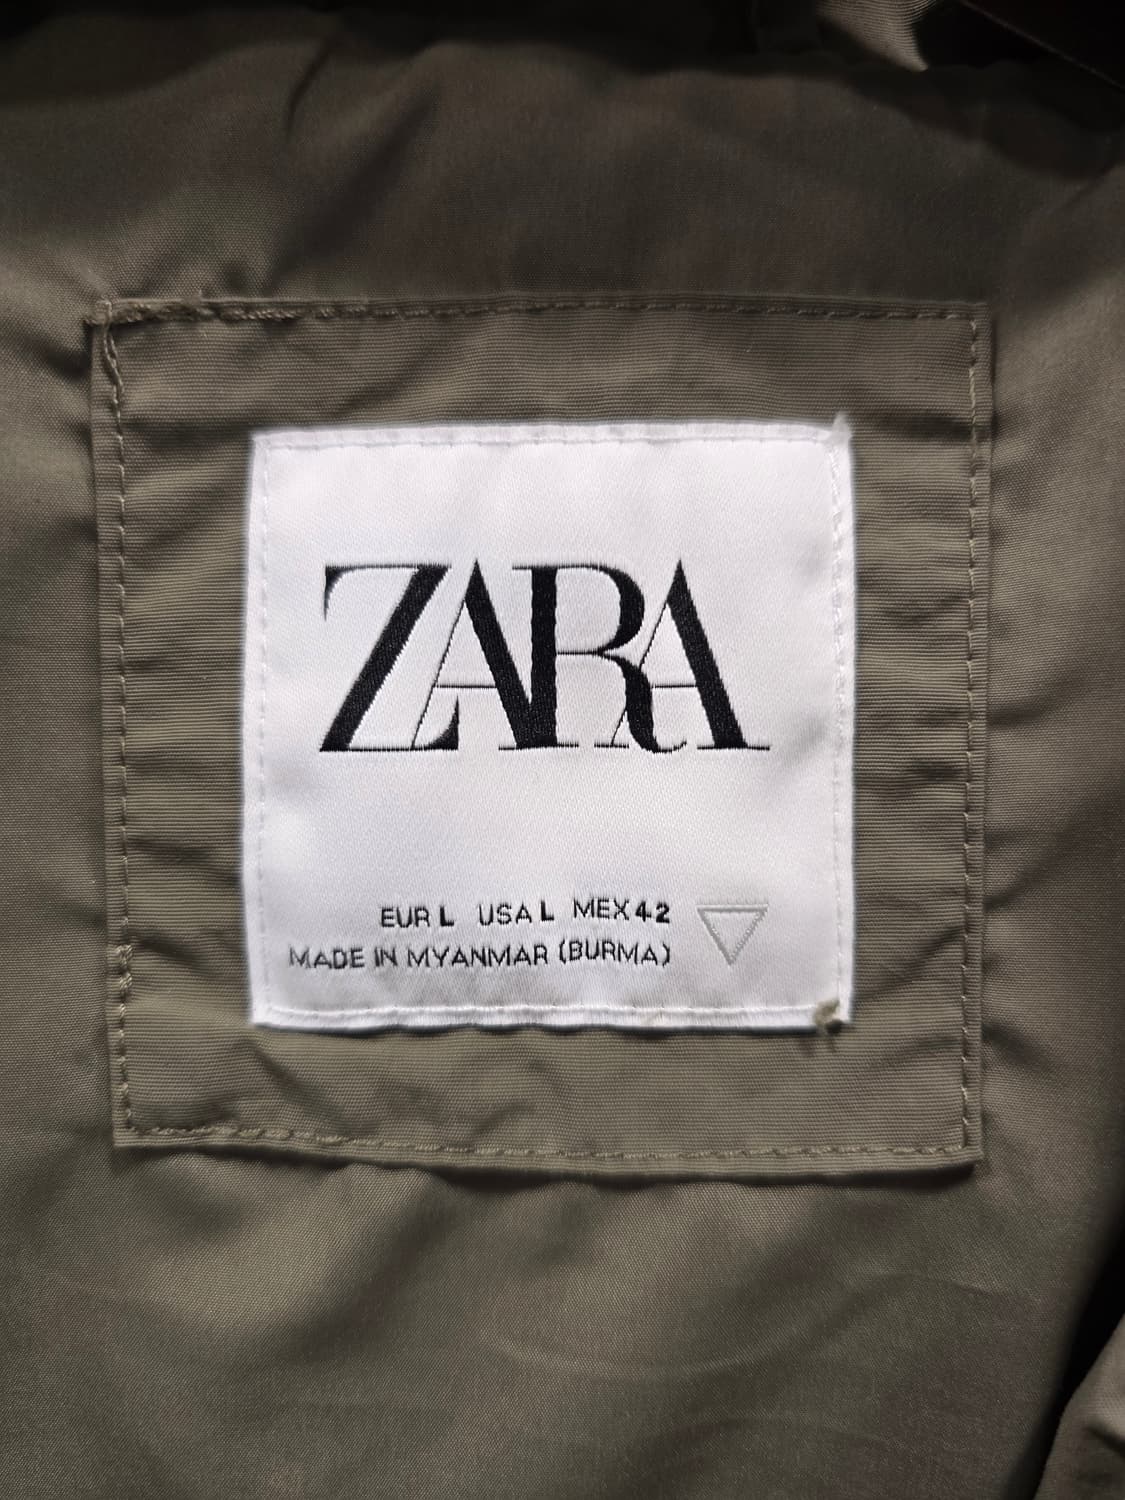 ZARA
EUR L USA L MEX 42
MADE IN MYANMAR (BURMA)